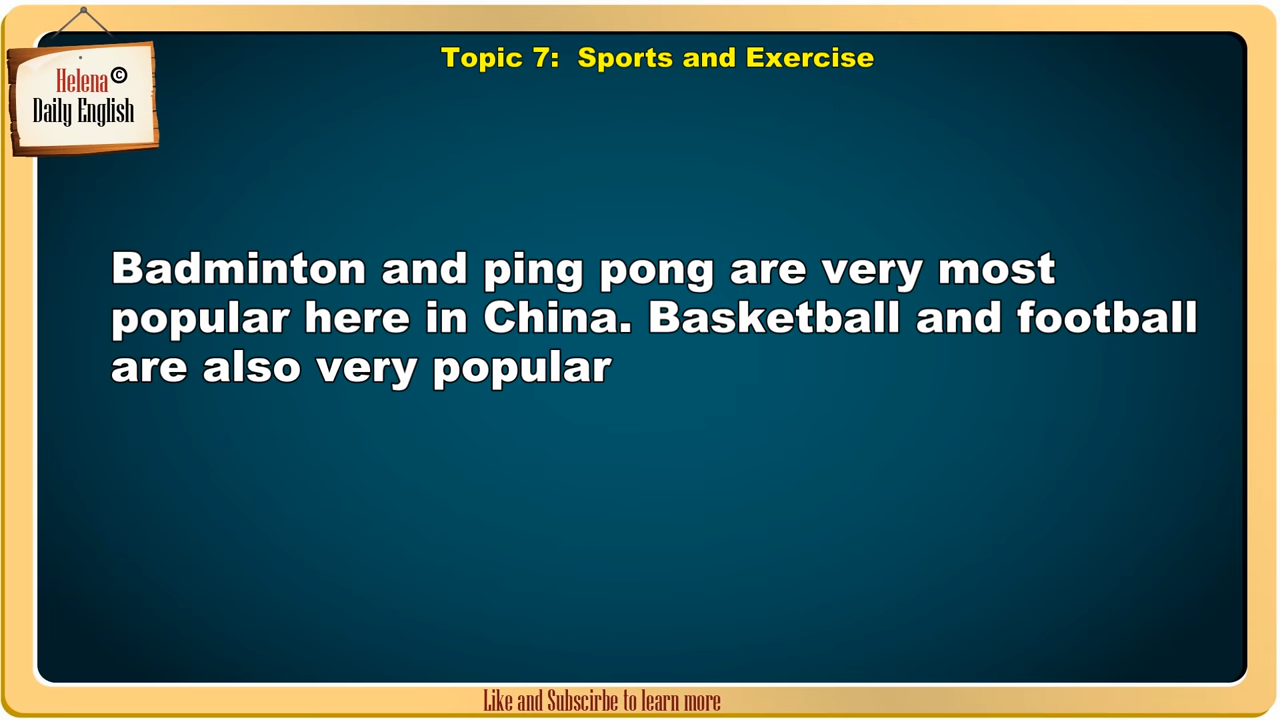 Topic 7: Sports and Exercise
Helena©
Daily English
Badminton and ping pong are very most
popular here in China. Basketball and football
are also very popular
Like and Subscirbe to learn more